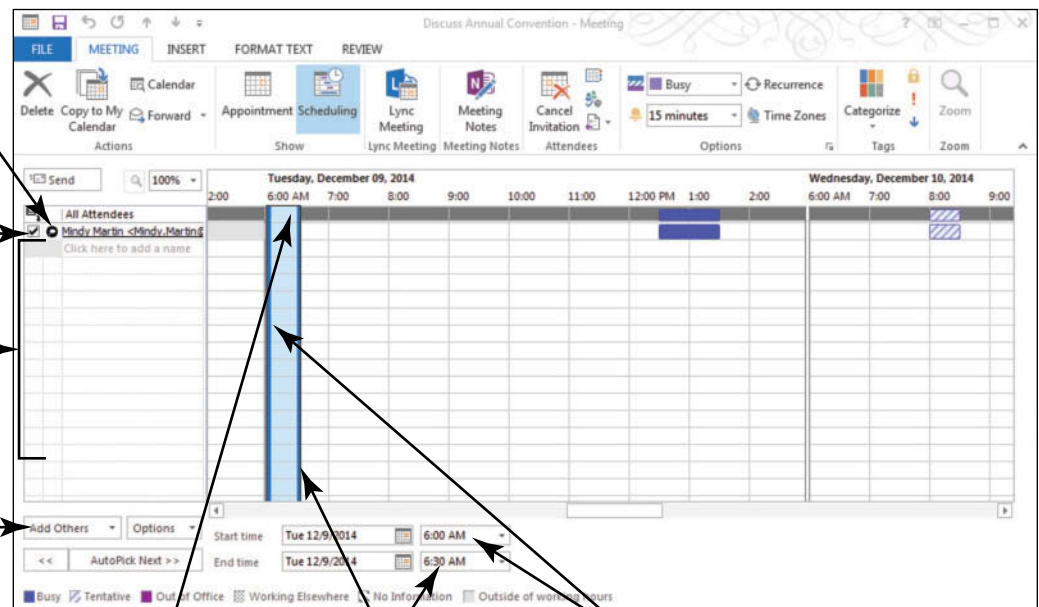 Discuss Annual Convention - Meeting
FILE MEETING INSERT FORMAT TEXT REVIEW
Delete
Copy to My Calendar
Calendar
Forward
Actions
Appointment
Scheduling
Show
Lync Meeting
Lync Meeting
Meeting Notes
Meeting Notes
Cancel Invitation
Attendees
Busy
Recurrence
15 minutes
Time Zones
Options
Categorize
Tags
Zoom
Zoom
Send 100%
Tuesday, December 09, 2014 Wednesday, December 10, 2014
2:00 6:00 AM 7:00 8:00 9:00 10:00 11:00 12:00 PM 1:00 2:00 6:00 AM 7:00 8:00 9:00
All Attendees
Mindy Martin <Mindy.Martin@
Click here to add a name
Add Others Options
Start time Tue 12/9/2014 6:00 AM
<< AutoPick Next >>
End time Tue 12/9/2014 6:30 AM
Busy Tentative Out of Office Working Elsewhere No Information Outside of working hours